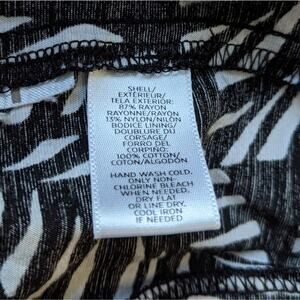 SHELL/
EXTÉRIEUR/
TELA EXTERIOR:
87% RAYON
RAYONNE/RAYON
13% NYLON/NILÓN
BODICE LINING/
DOUBLURE DU
CORSAGE/
FORRO DEL
CORPIÑO:
100% COTTON/
COTON/ALGODÓN
HAND WASH COLD.
ONLY NON-
CHLORINE BLEACH
WHEN NEEDED.
DRY FLAT
OR LINE DRY.
COOL IRON
IF NEEDED